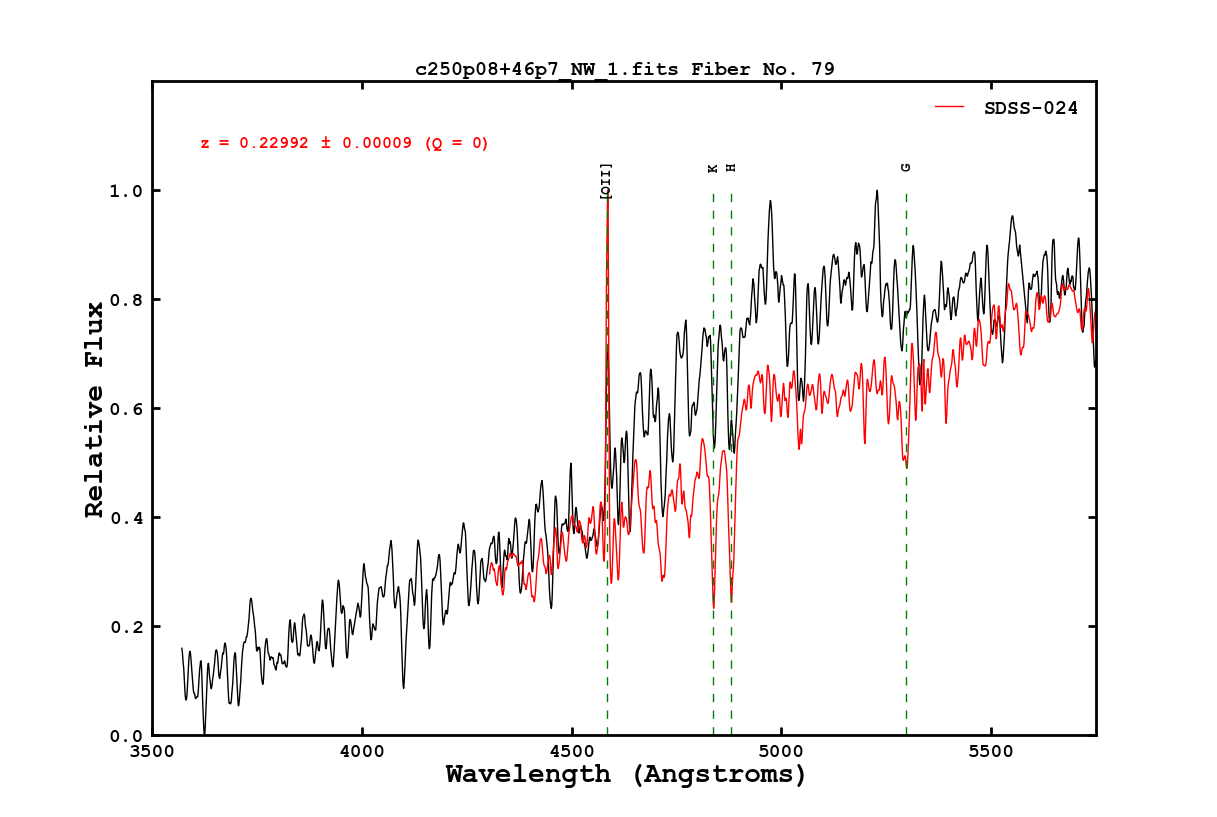 c250p08+46p7_NW_1.fits Fiber No. 79
SDSS-024
z = 0.22992 ± 0.00009 (Q = 0)
[OII]
K
H
G
1.0
0.8
0.6
0.4
0.2
0.0
Relative Flux
3500 4000 4500 5000 5500
Wavelength (Angstroms)